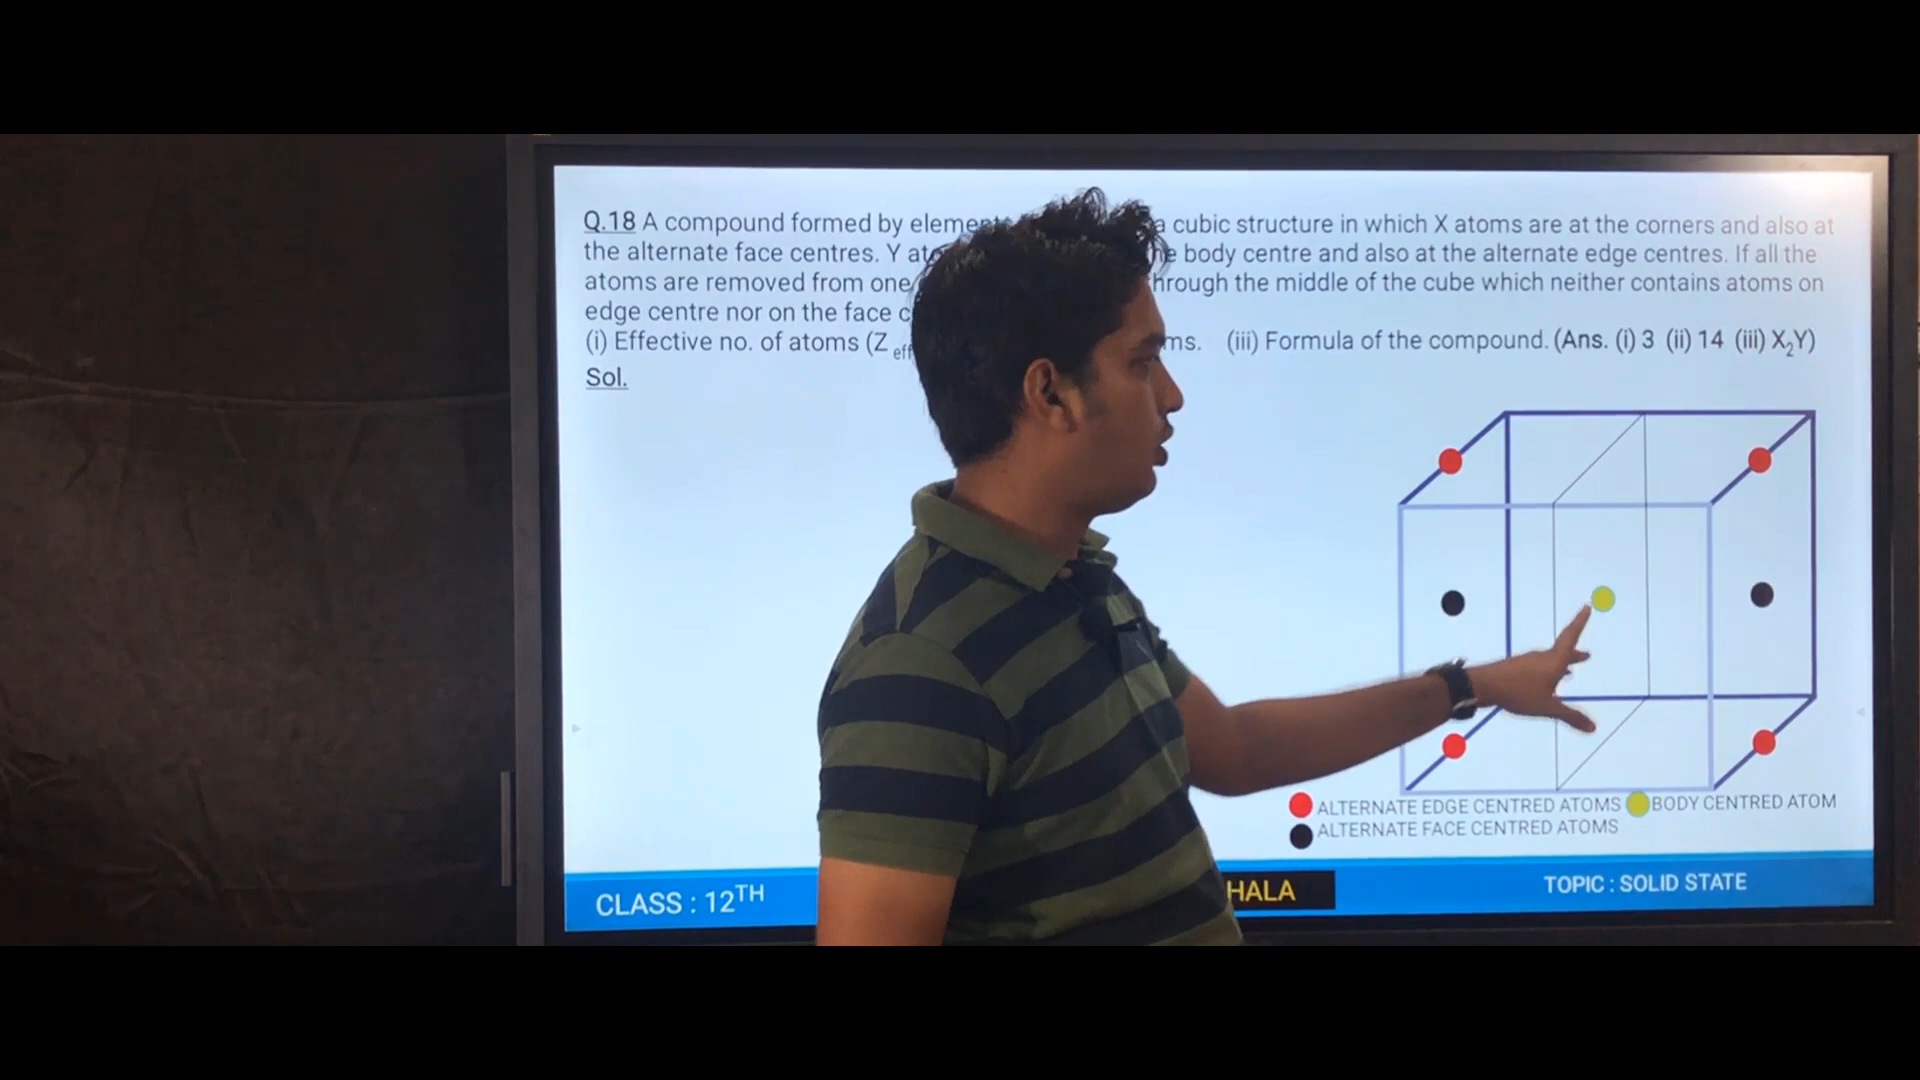 Q.18 A compound formed by a cubic structure in which X atoms are at the corners and also at
the alternate face centres. Y body centre and also at the alternate edge centres. If all the
atoms are removed from one through the middle of the cube which neither contains atoms on
edge centre nor on the face
(i) Effective no. of atoms (Z eff (iii) Formula of the compound. (Ans. (i) 3 (ii) 14 (iii) X₂Y)
Sol.
ALTERNATE EDGE CENTRED ATOMS BODY CENTRED ATOM
ALTERNATE FACE CENTRED ATOMS
CLASS : 12TH HALA TOPIC : SOLID STATE